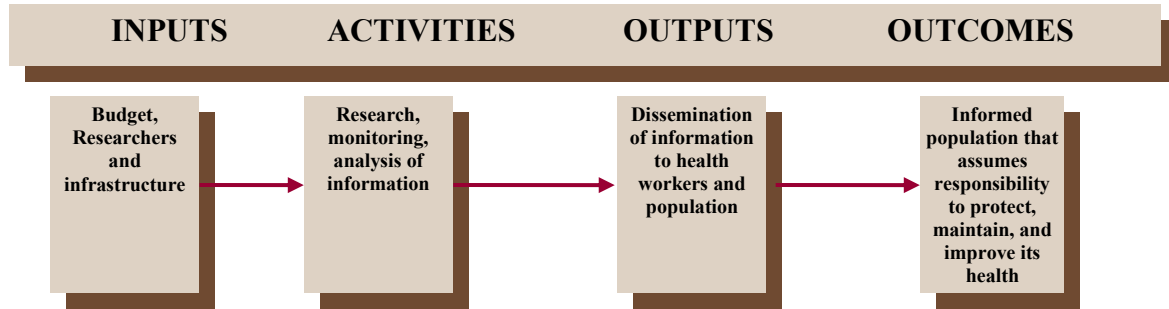 INPUTS ACTIVITIES OUTPUTS OUTCOMES
Budget,
Researchers
and
infrastructure
Research,
monitoring,
analysis of
information
Dissemination
of information
to health
workers and
population
Informed
population that
assumes
responsibility
to protect,
maintain, and
improve its
health